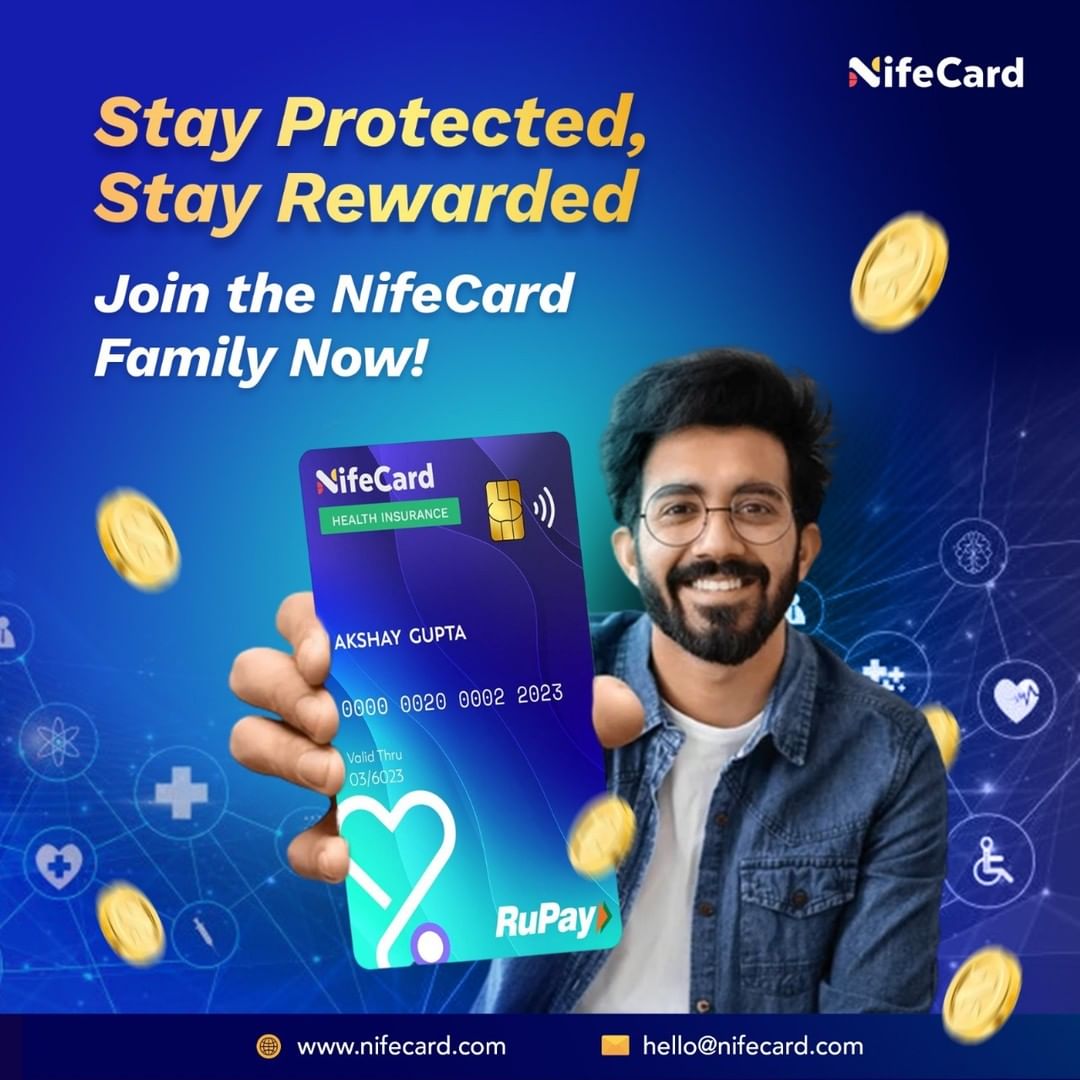 NifeCard
Stay Protected,
Stay Rewarded
Join the NifeCard
Family Now!
NifeCard
HEALTH INSURANCE
AKSHAY GUPTA
0000 0020 0002 2023
Valid Thru
03/6023
RuPay
www.nifecard.com
hello@nifecard.com